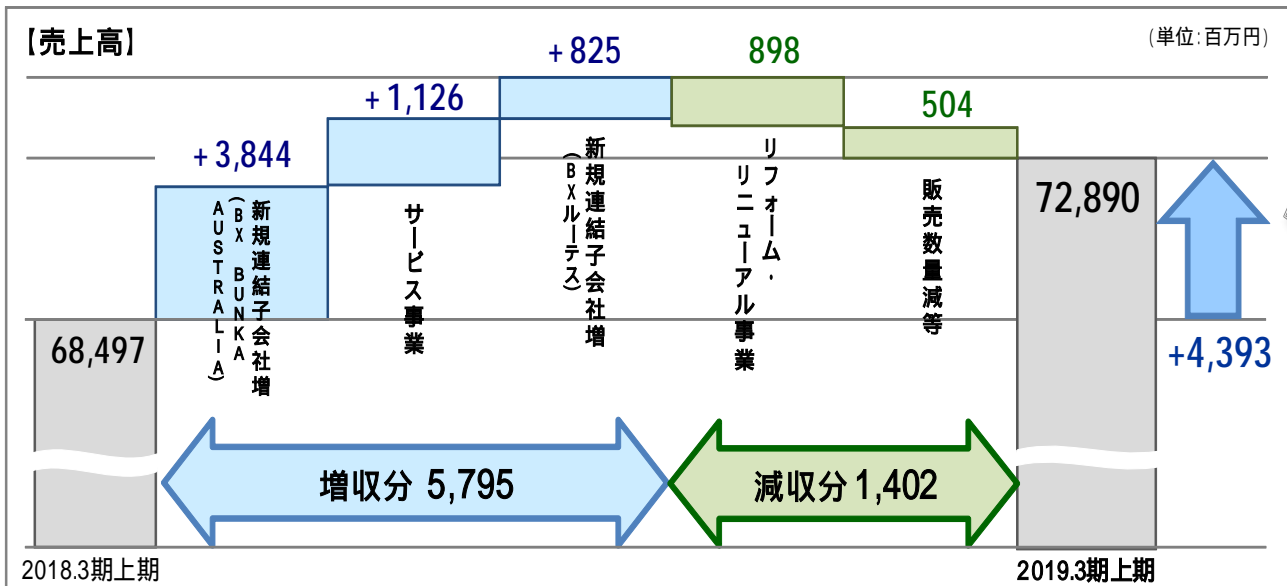 【売上高】
(単位:百万円)
+825
898
+1,126
504
+3,844
新規連結子会社増
(BX BUNKA
AUSTRALIA)
サービス事業
新規連結子会社増
(BXルーテス)
リフォーム・
リニューアル事業
販売数量減等
72,890
68,497
+4,393
増収分 5,795
減収分 1,402
2018.3期上期
2019.3期上期